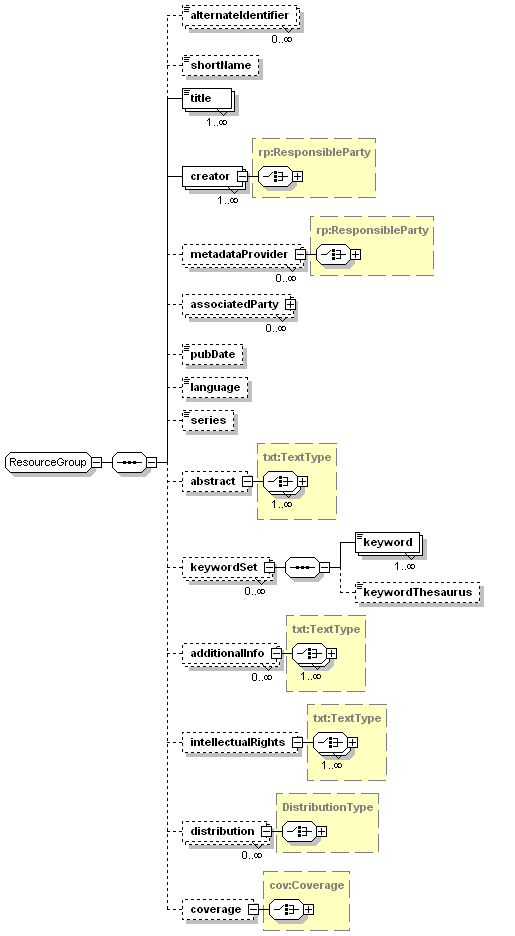 alternateIdentifier
0..∞
shortName
title
1..∞
rp:ResponsibleParty
creator
1..∞
rp:ResponsibleParty
metadataProvider
0..∞
associatedParty
0..∞
pubDate
language
series
ResourceGroup
txt:TextType
abstract
1..∞
keywordSet
0..∞
keyword
1..∞
keywordThesaurus
txt:TextType
additionalInfo
0..∞
1..∞
txt:TextType
intellectualRights
1..∞
DistributionType
distribution
0..∞
cov:Coverage
coverage